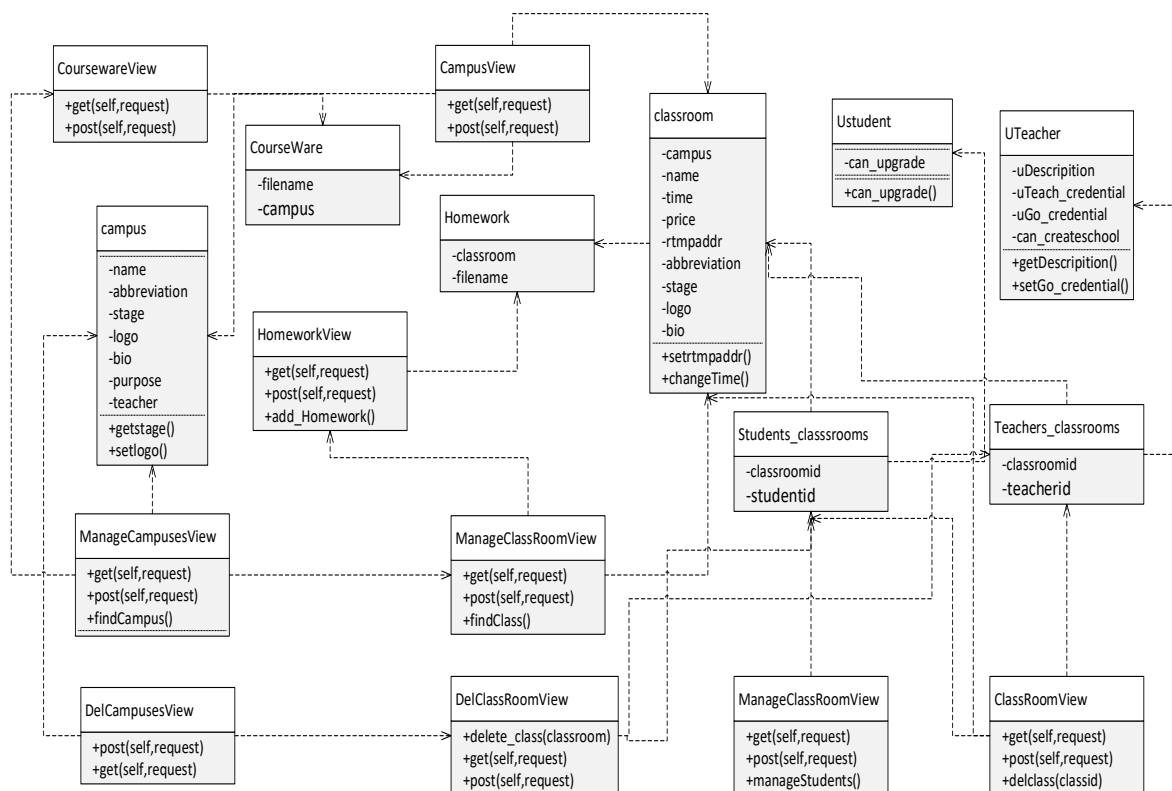 CoursewareView
+get(self,request)
+post(self,request)
CampusView
+get(self,request)
+post(self,request)
CourseWare
-filename
-campus
classroom
-campus
-name
-time
-price
-rtmpaddr
-abbreviation
-stage
-logo
-bio
+setrtmpaddr()
+changeTime()
Ustudent
-can_upgrade
+can_upgrade()
UTeacher
-uDescripition
-uTeach_credential
-uGo_credential
-can_createschool
+getDescripition()
+setGo_credential()
campus
-name
-abbreviation
-stage
-logo
-bio
-purpose
-teacher
+getstage()
+setlogo()
Homework
-classroom
-filename
HomeworkView
+get(self,request)
+post(self,request)
+add_Homework()
Students_classsrooms
-classroomid
-studentid
Teachers_classrooms
-classroomid
-teacherid
ManageCampusesView
+get(self,request)
+post(self,request)
+findCampus()
ManageClassRoomView
+get(self,request)
+post(self,request)
+findClass()
DelCampusesView
+post(self,request)
+get(self,request)
DelClassRoomView
+delete_class(classroom)
+get(self,request)
+post(self,request)
ManageClassRoomView
+get(self,request)
+post(self,request)
+manageStudents()
ClassRoomView
+get(self,request)
+post(self,request)
+delclass(classid)